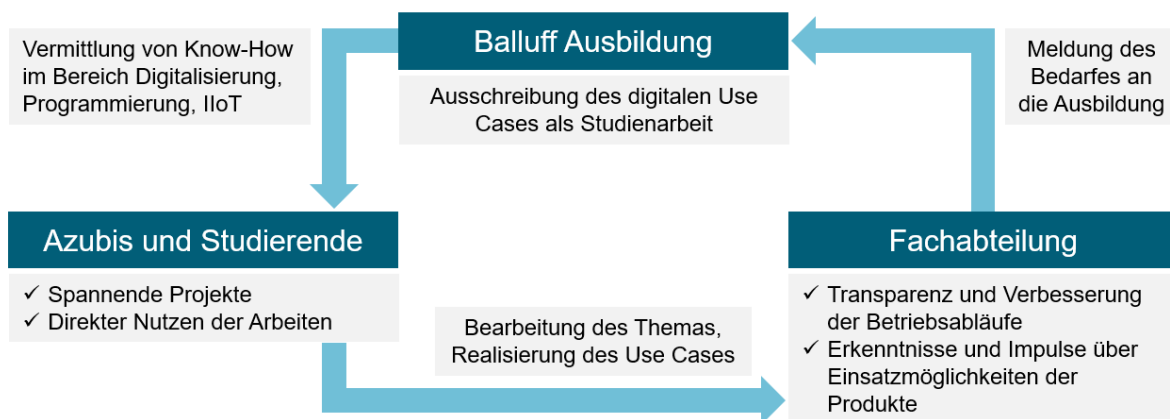 Vermittlung von Know-How
im Bereich Digitalisierung,
Programmierung, IIoT
Balluff Ausbildung
Ausschreibung des digitalen Use
Cases als Studienarbeit
Meldung des
Bedarfes an
die Ausbildung
Azubis und Studierende
✓ Spannende Projekte
✓ Direkter Nutzen der Arbeiten
Bearbeitung des Themas,
Realisierung des Use Cases
Fachabteilung
✓ Transparenz und Verbesserung
der Betriebsabläufe
✓ Erkenntnisse und Impulse über
Einsatzmöglichkeiten der
Produkte